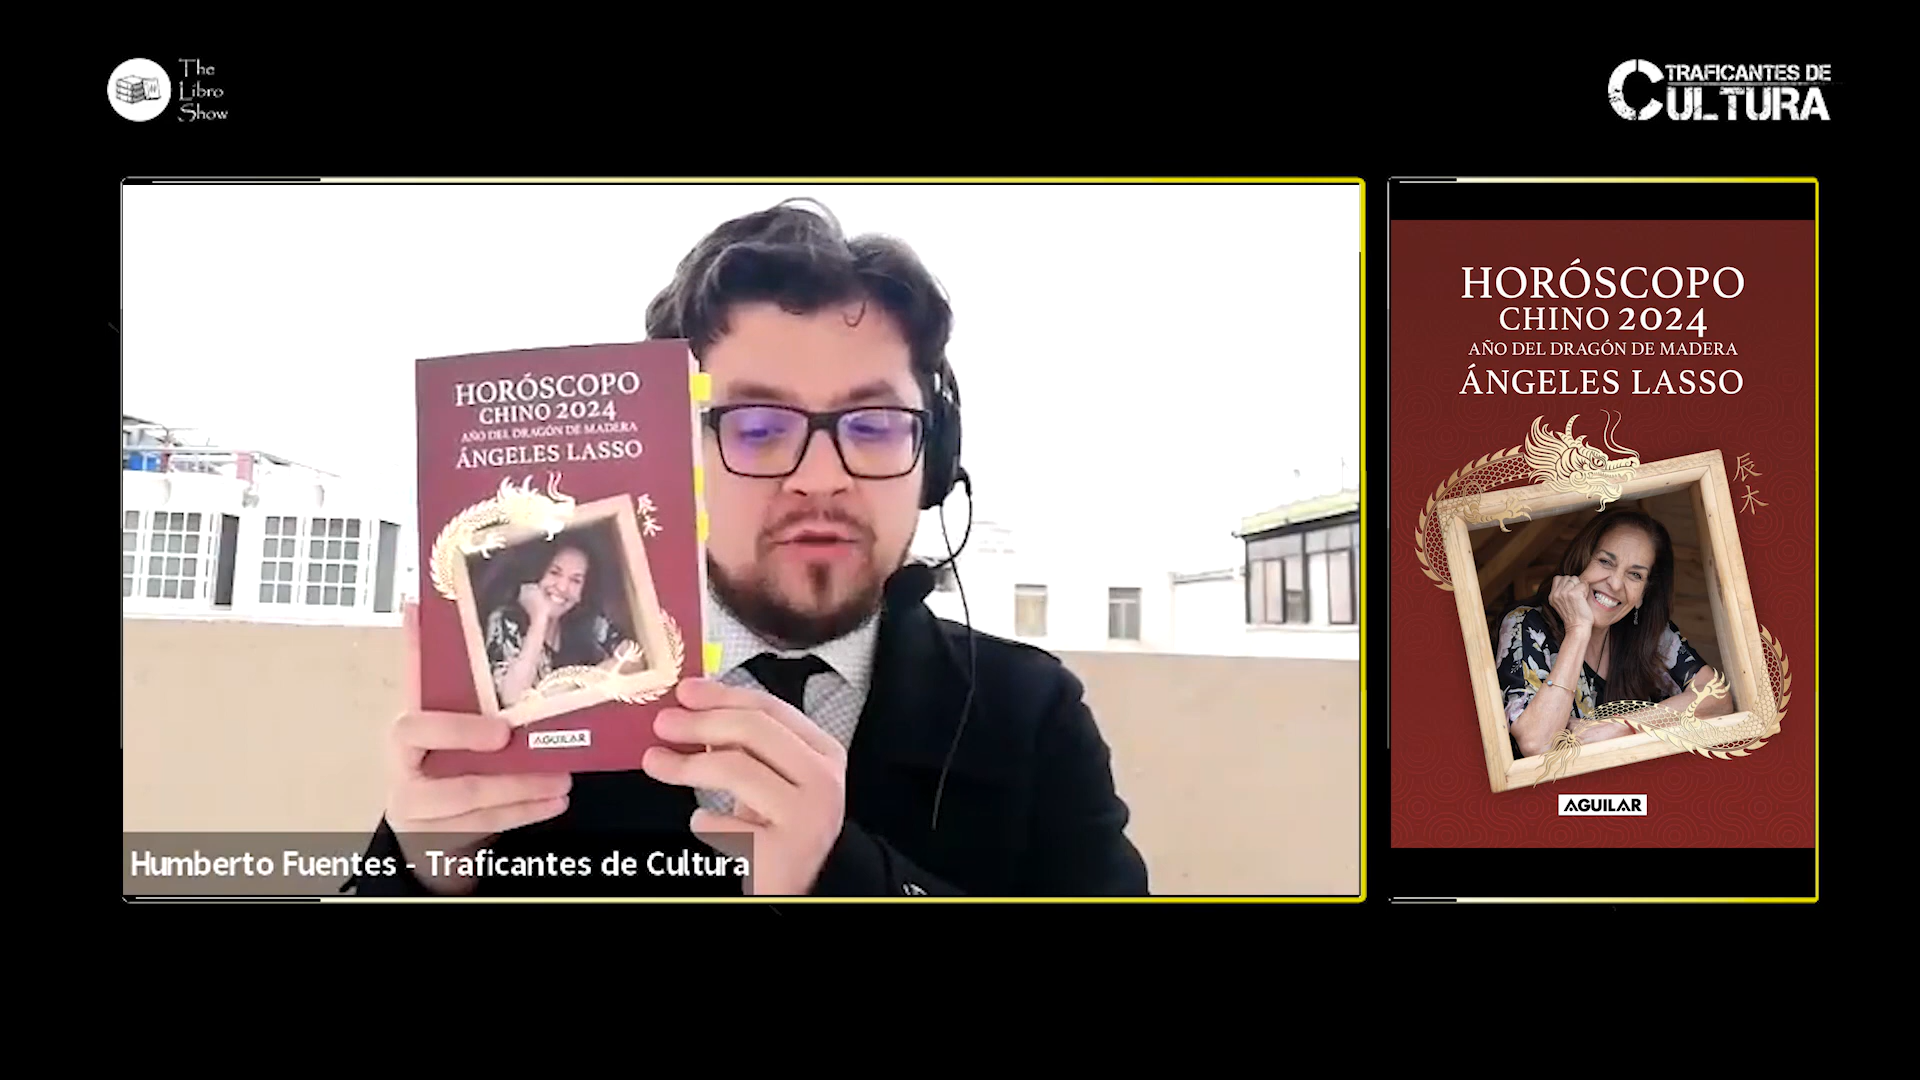 The
Libro
Show
TRAFICANTES DE
CULTURA
HORÓSCOPO
CHINO 2024
AÑO DEL DRAGÓN DE MADERA
ÁNGELES LASSO
辰
木
AGUILAR
Humberto Fuentes - Traficantes de Cultura
HORÓSCOPO
CHINO 2024
AÑO DEL DRAGÓN DE MADERA
ÁNGELES LASSO
辰
木
AGUILAR